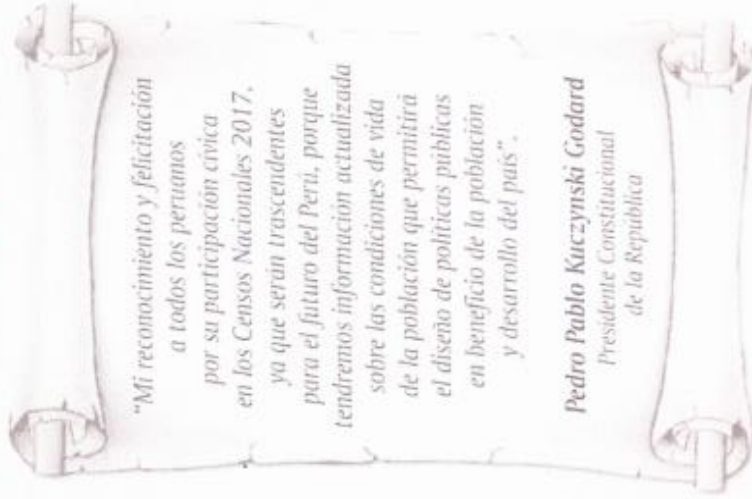 "Mi reconocimiento y felicitación
a todos los peruanos
por su participación cívica
en los Censos Nacionales 2017,
ya que serán trascendentes
para el futuro del Perú, porque
tendremos información actualizada
sobre las condiciones de vida
de la población que permitirá
el diseño de políticas públicas
en beneficio de la población
y desarrollo del país".
Pedro Pablo Kuczynski Godard
Presidente Constitucional
de la República